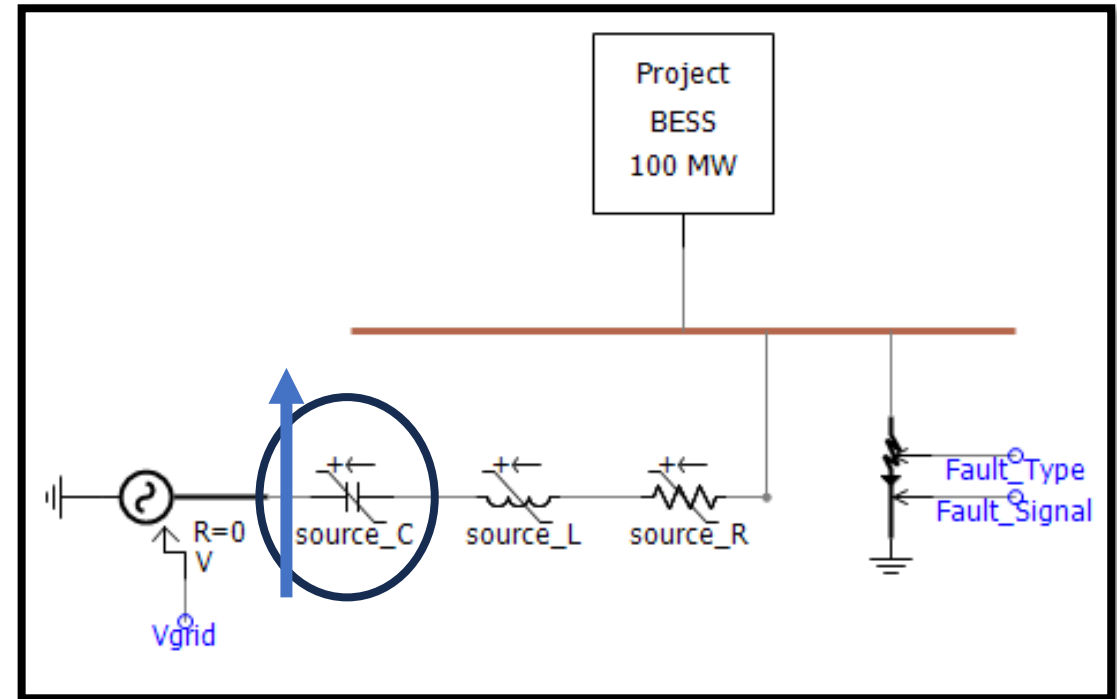 Project
BESS
100 MW
+
+
+
R=0
V
source_C
source_L
source_R
Vgrid
Fault_Type
Fault_Signal